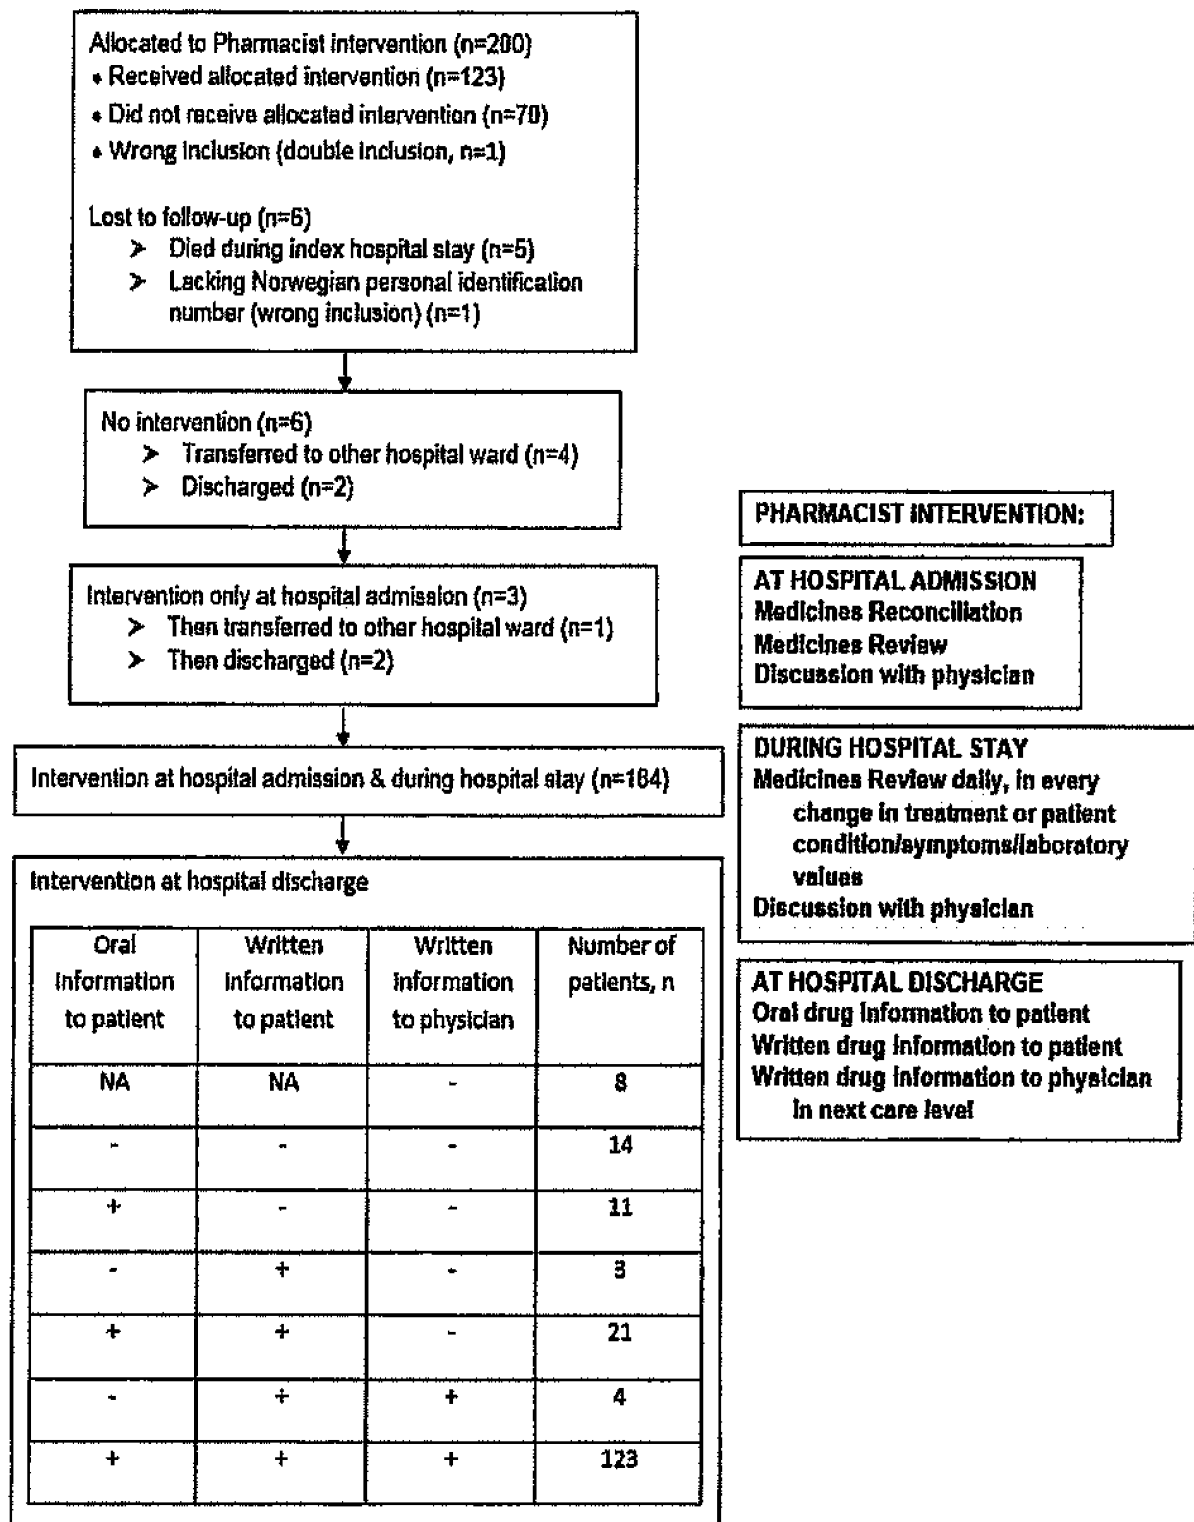 Allocated to Pharmacist intervention (n=200)
• Received allocated intervention (n=123)
• Did not receive allocated intervention (n=70)
• Wrong inclusion (double inclusion, n=1)
Lost to follow-up (n=6)
➢ Died during index hospital stay (n=5)
➢ Lacking Norwegian personal identification
number (wrong inclusion) (n=1)
No intervention (n=6)
➢ Transferred to other hospital ward (n=4)
➢ Discharged (n=2)
Intervention only at hospital admission (n=3)
➢ Then transferred to other hospital ward (n=1)
➢ Then discharged (n=2)
Intervention at hospital admission & during hospital stay (n=184)
Intervention at hospital discharge
Oral Written Written Number of
information information information patients, n
to patient to patient to physician
NA NA - 8
- - - 14
+ - - 11
- + - 3
+ + - 21
- + + 4
+ + + 123
PHARMACIST INTERVENTION:
AT HOSPITAL ADMISSION
Medicines Reconciliation
Medicines Review
Discussion with physician
DURING HOSPITAL STAY
Medicines Review daily, in every
change in treatment or patient
condition/symptoms/laboratory
values
Discussion with physician
AT HOSPITAL DISCHARGE
Oral drug information to patient
Written drug information to patient
Written drug information to physician
in next care level